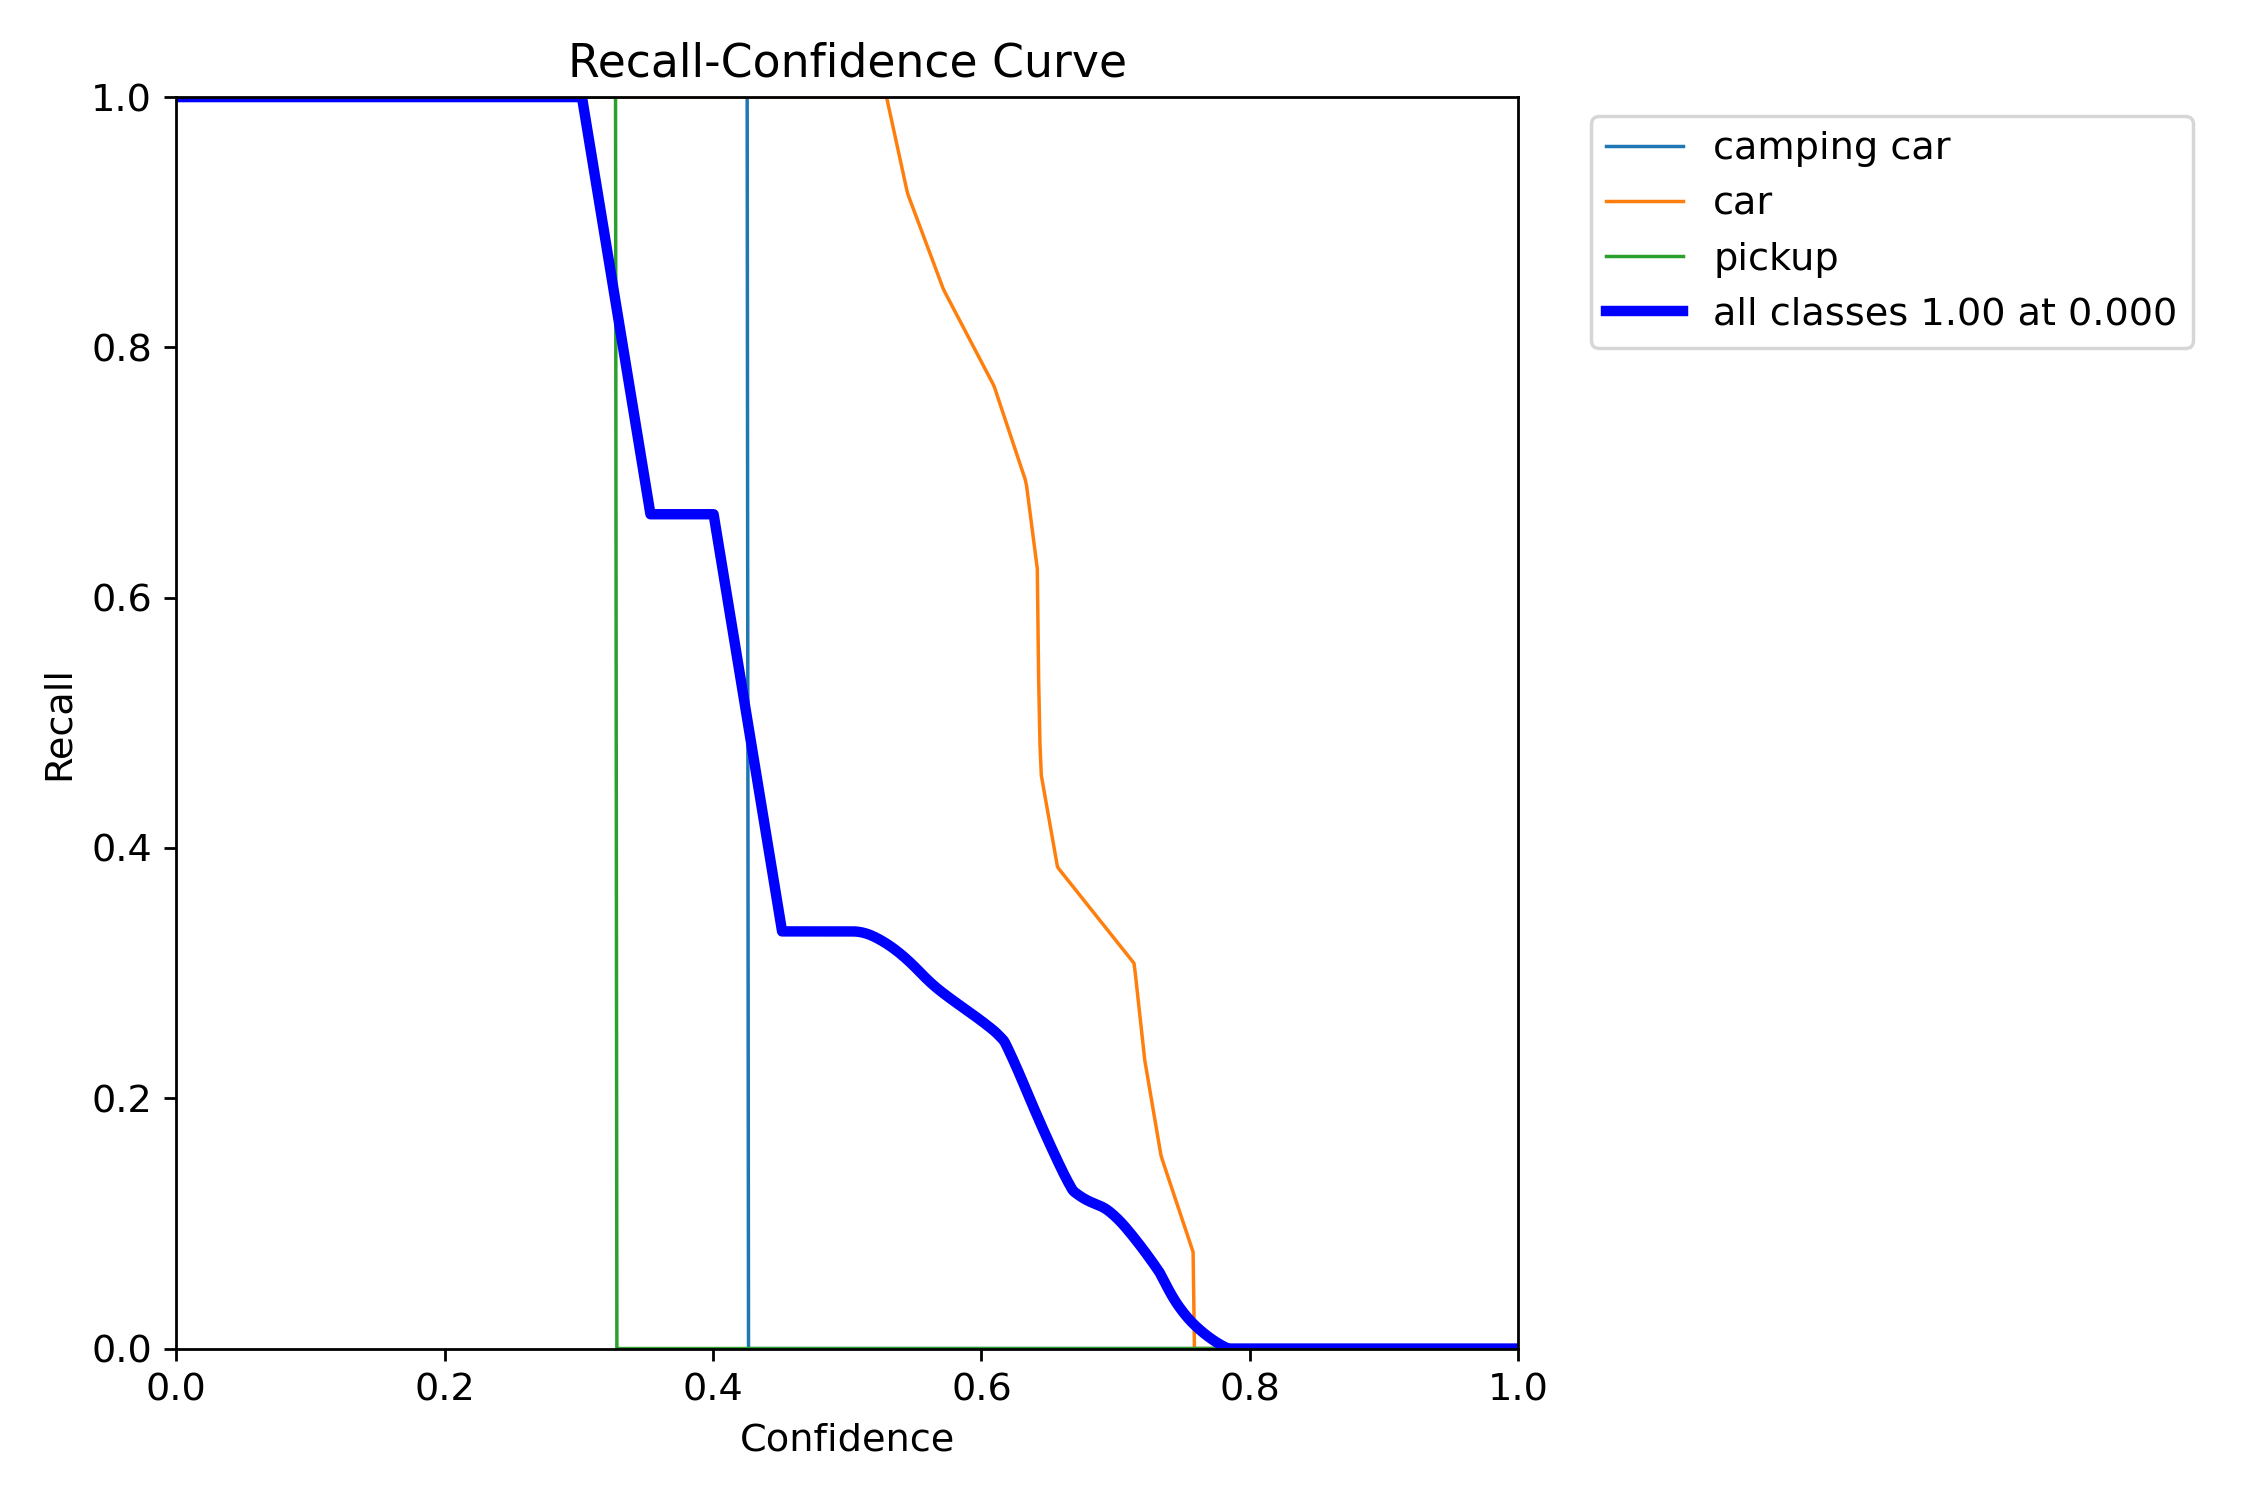 Recall-Confidence Curve
1.0
0.8
0.6
0.4
0.2
0.0
Recall
0.0 0.2 0.4 0.6 0.8 1.0
Confidence
camping car
car
pickup
all classes 1.00 at 0.000